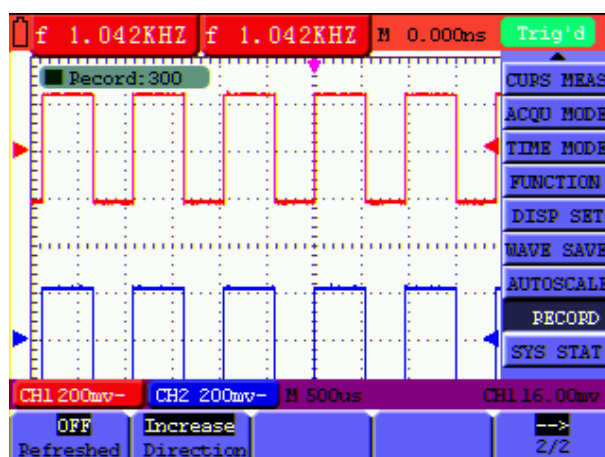 f 1.042KHZ f 1.042KHZ M 0.000ns Trig'd
Record:300
CURS MEAS
ACQU MODE
TIME MODE
FUNCTION
DISP SET
WAVE SAVE
AUTOSCALE
RECORD
SYS STAT
CH1 200mv- CH2 200mv- M 500us CH1 16.00mv
OFF Increase -->
Refreshed Direction 2/2